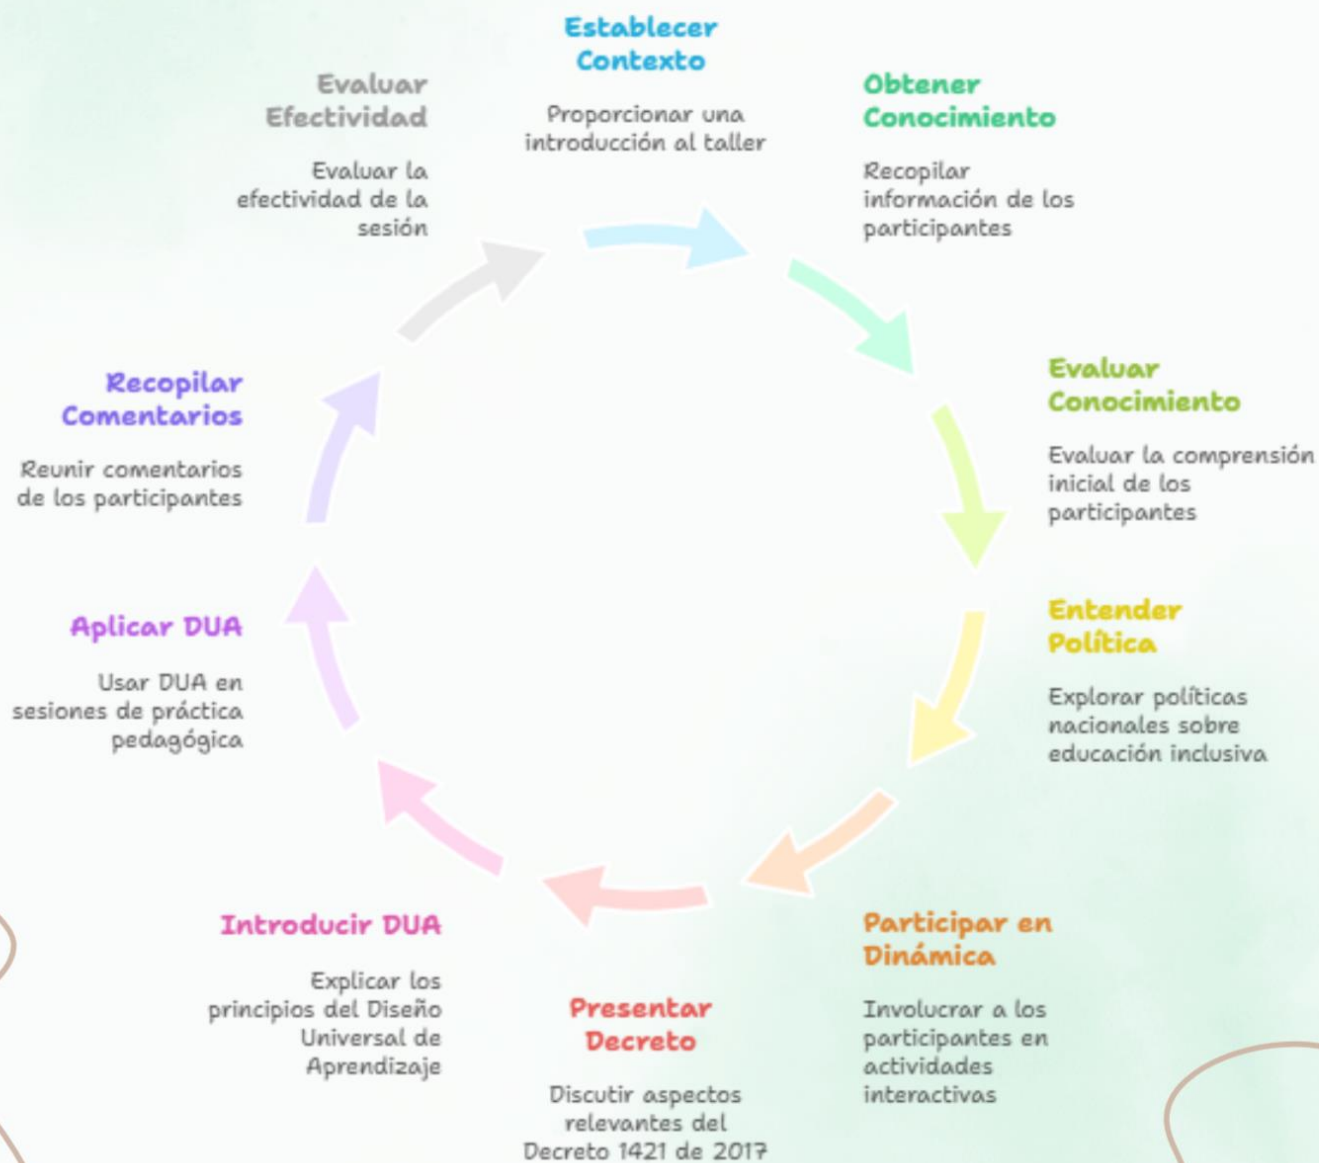 Establecer
Contexto
Proporcionar una
introducción al taller
Obtener
Conocimiento
Recopilar
información de los
participantes
Evaluar
Conocimiento
Evaluar la comprensión
inicial de los
participantes
Entender
Política
Explorar políticas
nacionales sobre
educación inclusiva
Participar en
Dinámica
Involucrar a los
participantes en
actividades
interactivas
Presentar
Decreto
Discutir aspectos
relevantes del
Decreto 1421 de 2017
Introducir DUA
Explicar los
principios del Diseño
Universal de
Aprendizaje
Aplicar DUA
Usar DUA en
sesiones de práctica
pedagógica
Recopilar
Comentarios
Reunir comentarios
de los participantes
Evaluar
Efectividad
Evaluar la
efectividad de la
sesión